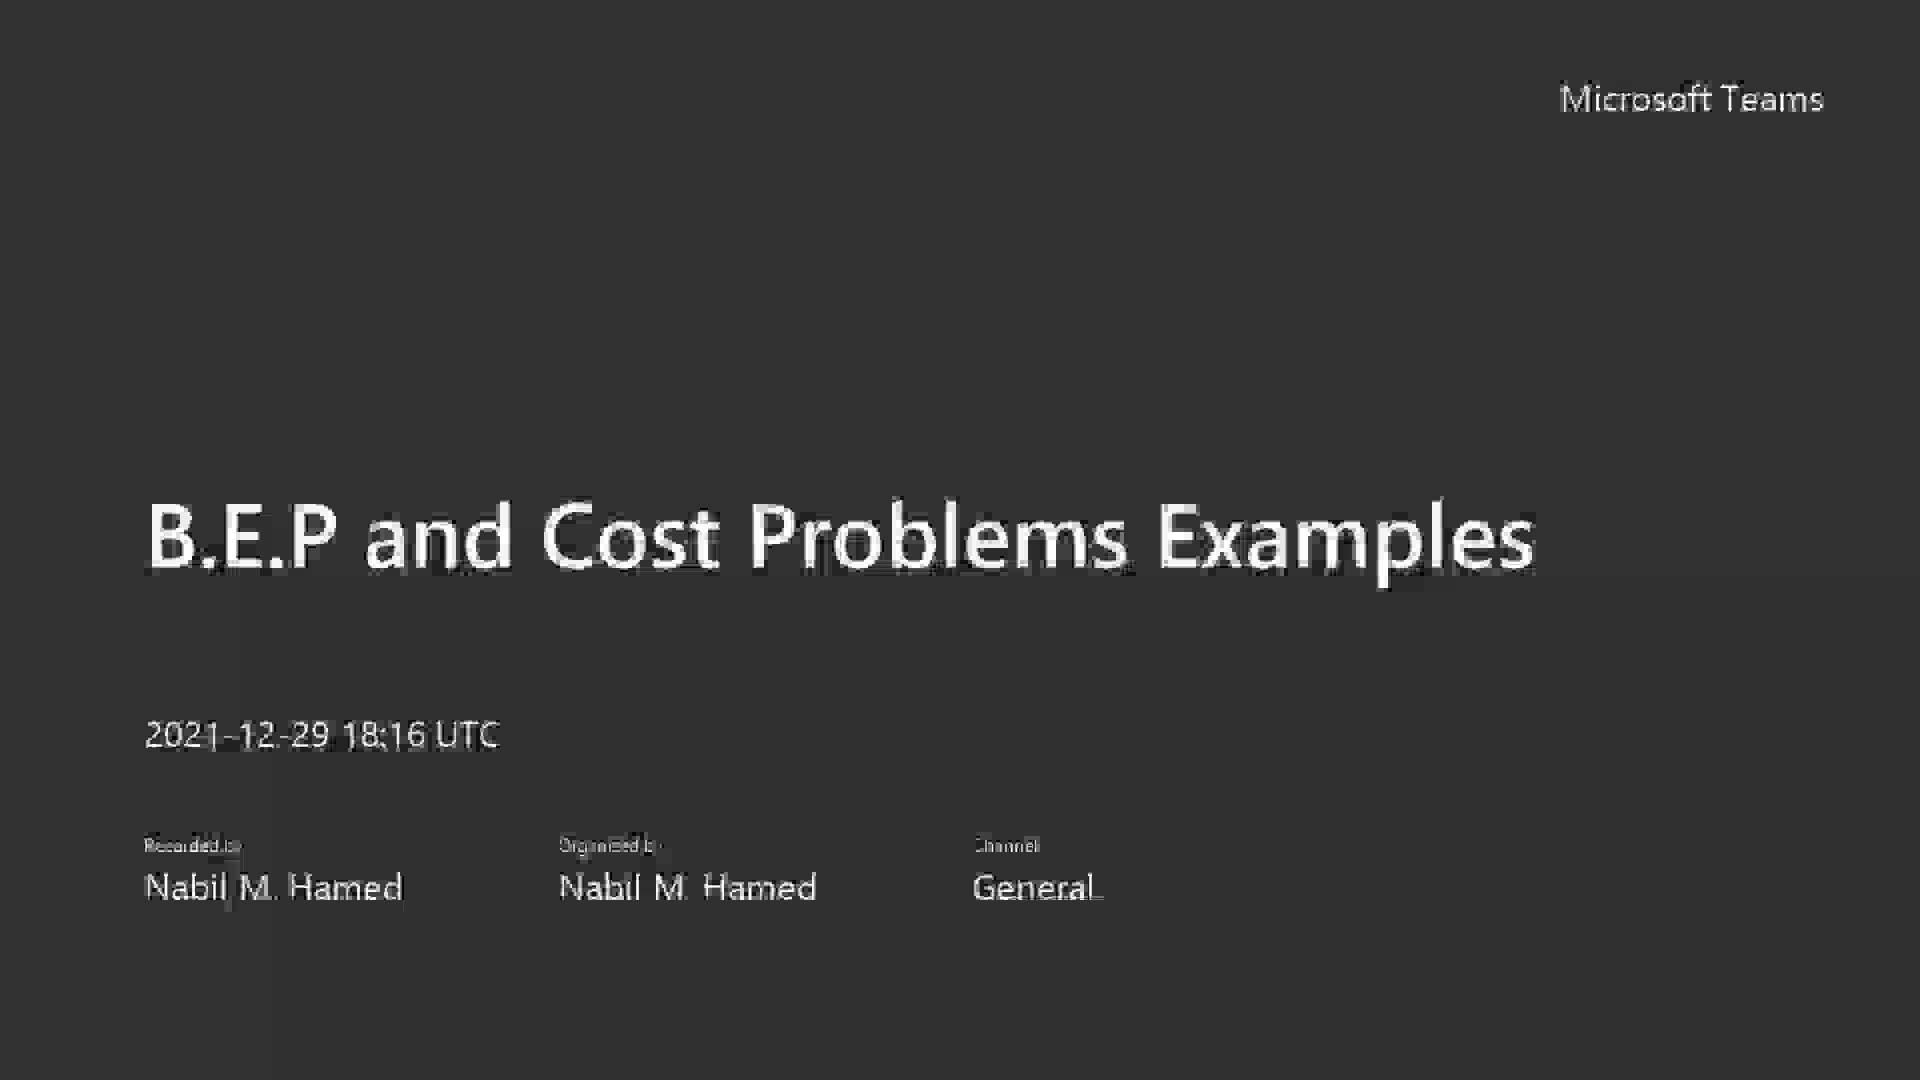 Microsoft Teams
B.E.P and Cost Problems Examples
2021-12-29 18:16 UTC
Recorded by
Organized by
Channel
Nabil M. Hamed
Nabil M. Hamed
General